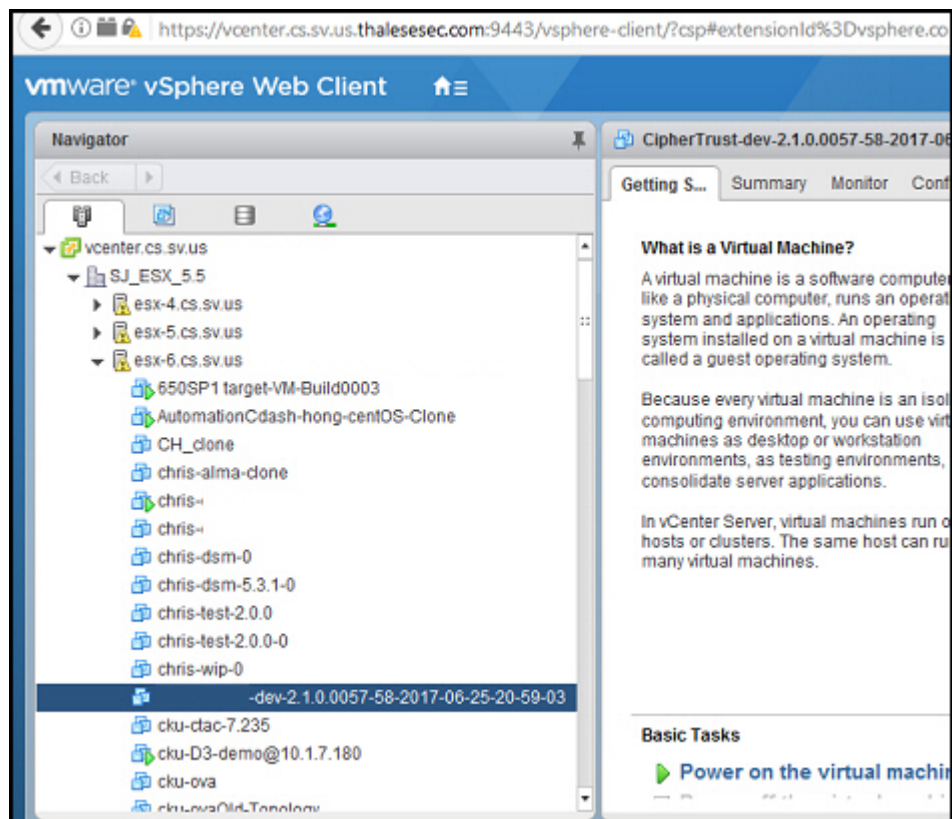 https://vcenter.cs.sv.us.thalesesec.com:9443/vsphere-client/?csp#extensionId%3Dvsphere.co
vmware® vSphere Web Client
Navigator
Back
vcenter.cs.sv.us
SJ_ESX_5.5
esx-4.cs.sv.us
esx-5.cs.sv.us
esx-6.cs.sv.us
650SP1 target-VM-Build0003
AutomationCdash-hong-centOS-Clone
CH_clone
chris-alma-clone
chris-
chris-
chris-dsm-0
chris-dsm-5.3.1-0
chris-test-2.0.0
chris-test-2.0.0-0
chris-wip-0
-dev-2.1.0.0057-58-2017-06-25-20-59-03
cku-ctac-7.235
cku-D3-demo@10.1.7.180
cku-ova
cku-ovaOld-Topology
CipherTrust-dev-2.1.0.0057-58-2017-06
Getting S... Summary Monitor Conf
What is a Virtual Machine?
A virtual machine is a software computer
like a physical computer, runs an operat
system and applications. An operating
system installed on a virtual machine is
called a guest operating system.
Because every virtual machine is an isol
computing environment, you can use virt
machines as desktop or workstation
environments, as testing environments,
consolidate server applications.
In vCenter Server, virtual machines run o
hosts or clusters. The same host can ru
many virtual machines.
Basic Tasks
Power on the virtual machin